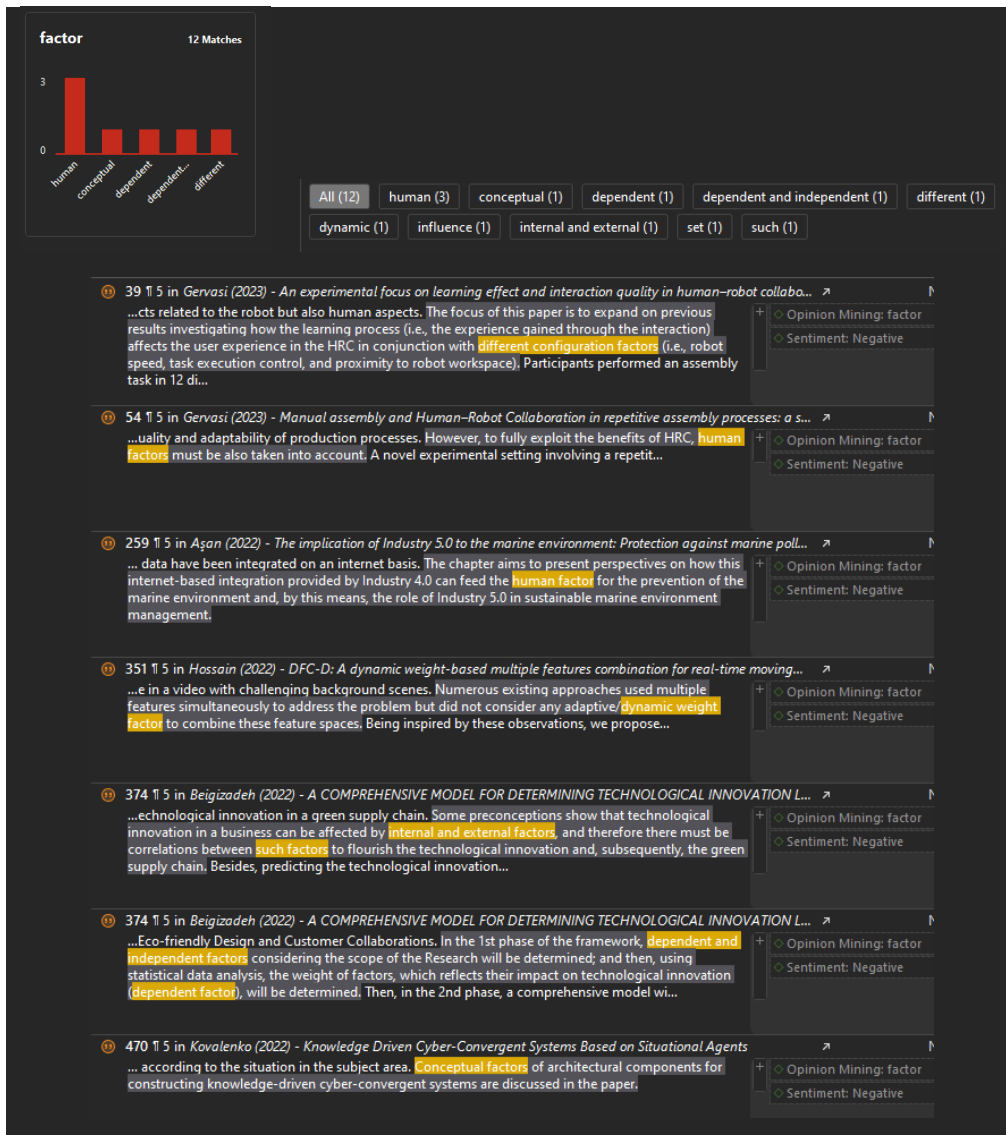 factor
12 Matches
3
0
human
conceptual
dependent
dependent...
different
All (12)
human (3)
conceptual (1)
dependent (1)
dependent and independent (1)
different (1)
dynamic (1)
influence (1)
internal and external (1)
set (1)
such (1)
39 ¶ 5 in Gervasi (2023) - An experimental focus on learning effect and interaction quality in human–robot collabo... ↗
...cts related to the robot but also human aspects. The focus of this paper is to expand on previous
results investigating how the learning process (i.e., the experience gained through the interaction)
affects the user experience in the HRC in conjunction with different configuration factors (i.e., robot
speed, task execution control, and proximity to robot workspace). Participants performed an assembly
task in 12 di...
+
Opinion Mining: factor
Sentiment: Negative
54 ¶ 5 in Gervasi (2023) - Manual assembly and Human–Robot Collaboration in repetitive assembly processes: a s... ↗
...uality and adaptability of production processes. However, to fully exploit the benefits of HRC, human
factors must be also taken into account. A novel experimental setting involving a repetit...
+
Opinion Mining: factor
Sentiment: Negative
259 ¶ 5 in Aşan (2022) - The implication of Industry 5.0 to the marine environment: Protection against marine poll... ↗
... data have been integrated on an internet basis. The chapter aims to present perspectives on how this
internet-based integration provided by Industry 4.0 can feed the human factor for the prevention of the
marine environment and, by this means, the role of Industry 5.0 in sustainable marine environment
management.
+
Opinion Mining: factor
Sentiment: Negative
351 ¶ 5 in Hossain (2022) - DFC-D: A dynamic weight-based multiple features combination for real-time moving... ↗
...e in a video with challenging background scenes. Numerous existing approaches used multiple
features simultaneously to address the problem but did not consider any adaptive/dynamic weight
factor to combine these feature spaces. Being inspired by these observations, we propose...
+
Opinion Mining: factor
Sentiment: Negative
374 ¶ 5 in Beigizadeh (2022) - A COMPREHENSIVE MODEL FOR DETERMINING TECHNOLOGICAL INNOVATION L... ↗
...echnological innovation in a green supply chain. Some preconceptions show that technological
innovation in a business can be affected by internal and external factors, and therefore there must be
correlations between such factors to flourish the technological innovation and, subsequently, the green
supply chain. Besides, predicting the technological innovation...
+
Opinion Mining: factor
Sentiment: Negative
374 ¶ 5 in Beigizadeh (2022) - A COMPREHENSIVE MODEL FOR DETERMINING TECHNOLOGICAL INNOVATION L... ↗
...Eco-friendly Design and Customer Collaborations. In the 1st phase of the framework, dependent and
independent factors considering the scope of the Research will be determined; and then, using
statistical data analysis, the weight of factors, which reflects their impact on technological innovation
(dependent factor), will be determined. Then, in the 2nd phase, a comprehensive model wi...
+
Opinion Mining: factor
Sentiment: Negative
470 ¶ 5 in Kovalenko (2022) - Knowledge Driven Cyber-Convergent Systems Based on Situational Agents ↗
... according to the situation in the subject area. Conceptual factors of architectural components for
constructing knowledge-driven cyber-convergent systems are discussed in the paper.
+
Opinion Mining: factor
Sentiment: Negative